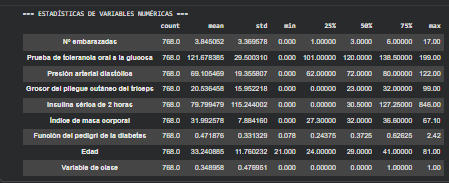 === ESTADÍSTICAS DE VARIABLES NUMÉRICAS ===
count mean std min 25% 50% 75% max
Nº embarazadas 768.0 3.845052 3.369578 0.000 1.00000 3.0000 6.00000 17.00
Prueba de toleranola oral a la gluoosa 768.0 121.678385 29.500310 0.000 101.00000 120.0000 138.50000 199.00
Presión arterial diastólica 768.0 69.105469 19.355807 0.000 62.00000 72.0000 80.00000 122.00
Grosor del pliegue cutáneo del tríceps 768.0 20.536458 15.952218 0.000 0.00000 23.0000 32.00000 99.00
Insulina sérica de 2 horas 768.0 79.799479 115.244002 0.000 0.00000 30.5000 127.25000 846.00
Índice de masa corporal 768.0 31.992578 7.884160 0.000 27.30000 32.0000 36.60000 67.10
Función del pedigrí de la diabetes 768.0 0.471876 0.331329 0.078 0.24375 0.3725 0.62625 2.42
Edad 768.0 33.240885 11.760232 21.000 24.00000 29.0000 41.00000 81.00
Variable de clase 768.0 0.348958 0.476951 0.000 0.00000 0.0000 1.00000 1.00